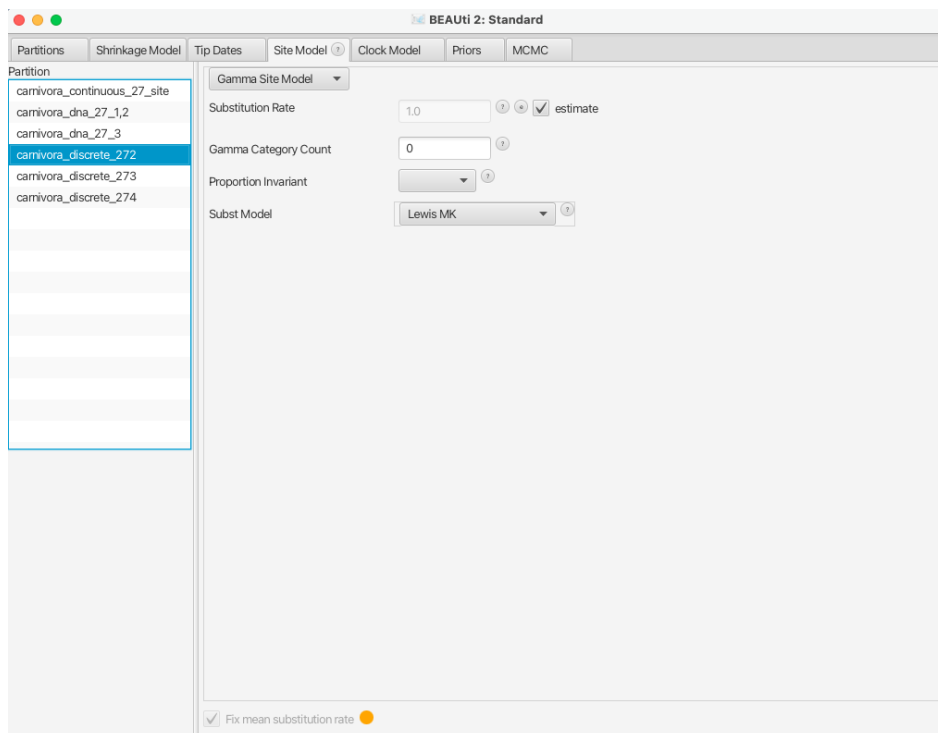 BEAUti 2: Standard
Partitions Shrinkage Model Tip Dates Site Model ? Clock Model Priors MCMC
Partition
carnivora_continuous_27_site
carnivora_dna_27_1,2
carnivora_dna_27_3
carnivora_discrete_272
carnivora_discrete_273
carnivora_discrete_274
Gamma Site Model
Substitution Rate 1.0 ? estimate
Gamma Category Count 0 ?
Proportion Invariant ?
Subst Model Lewis MK ?
Fix mean substitution rate